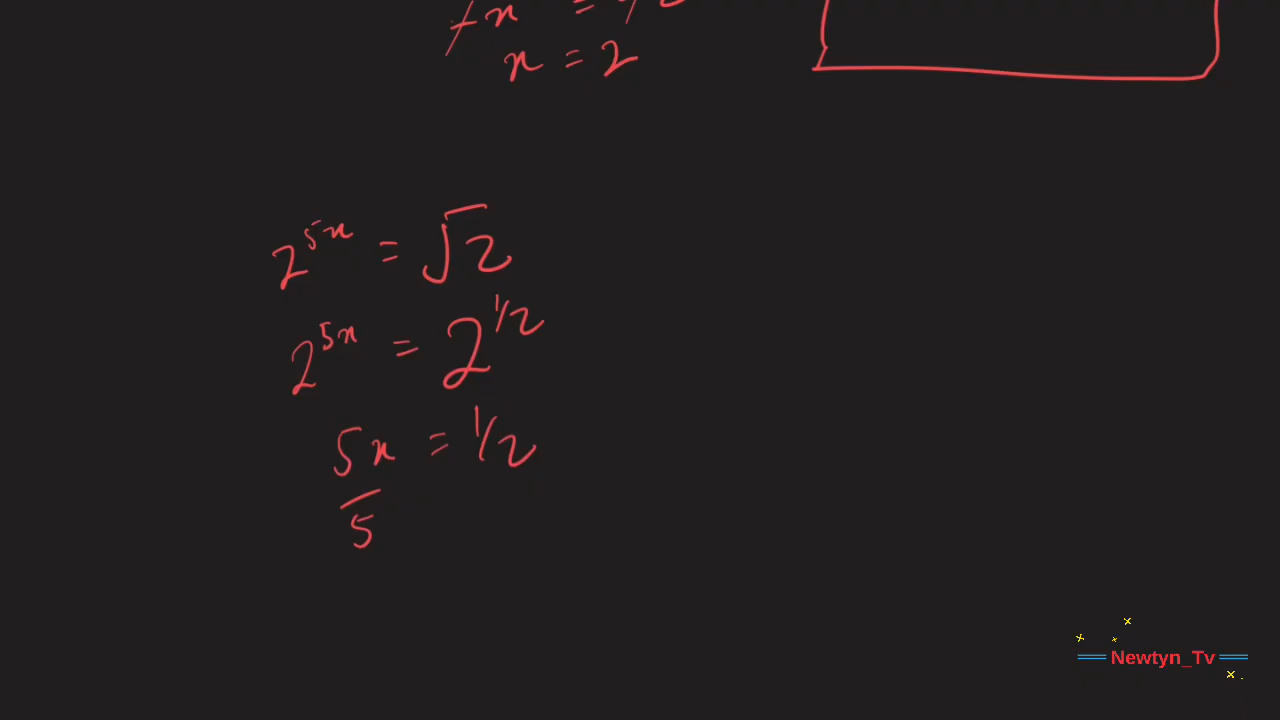 x = 2
2^{5x} = √2
2^{5x} = 2^{1/2}
5x = 1/2
5
Newtyn_Tv